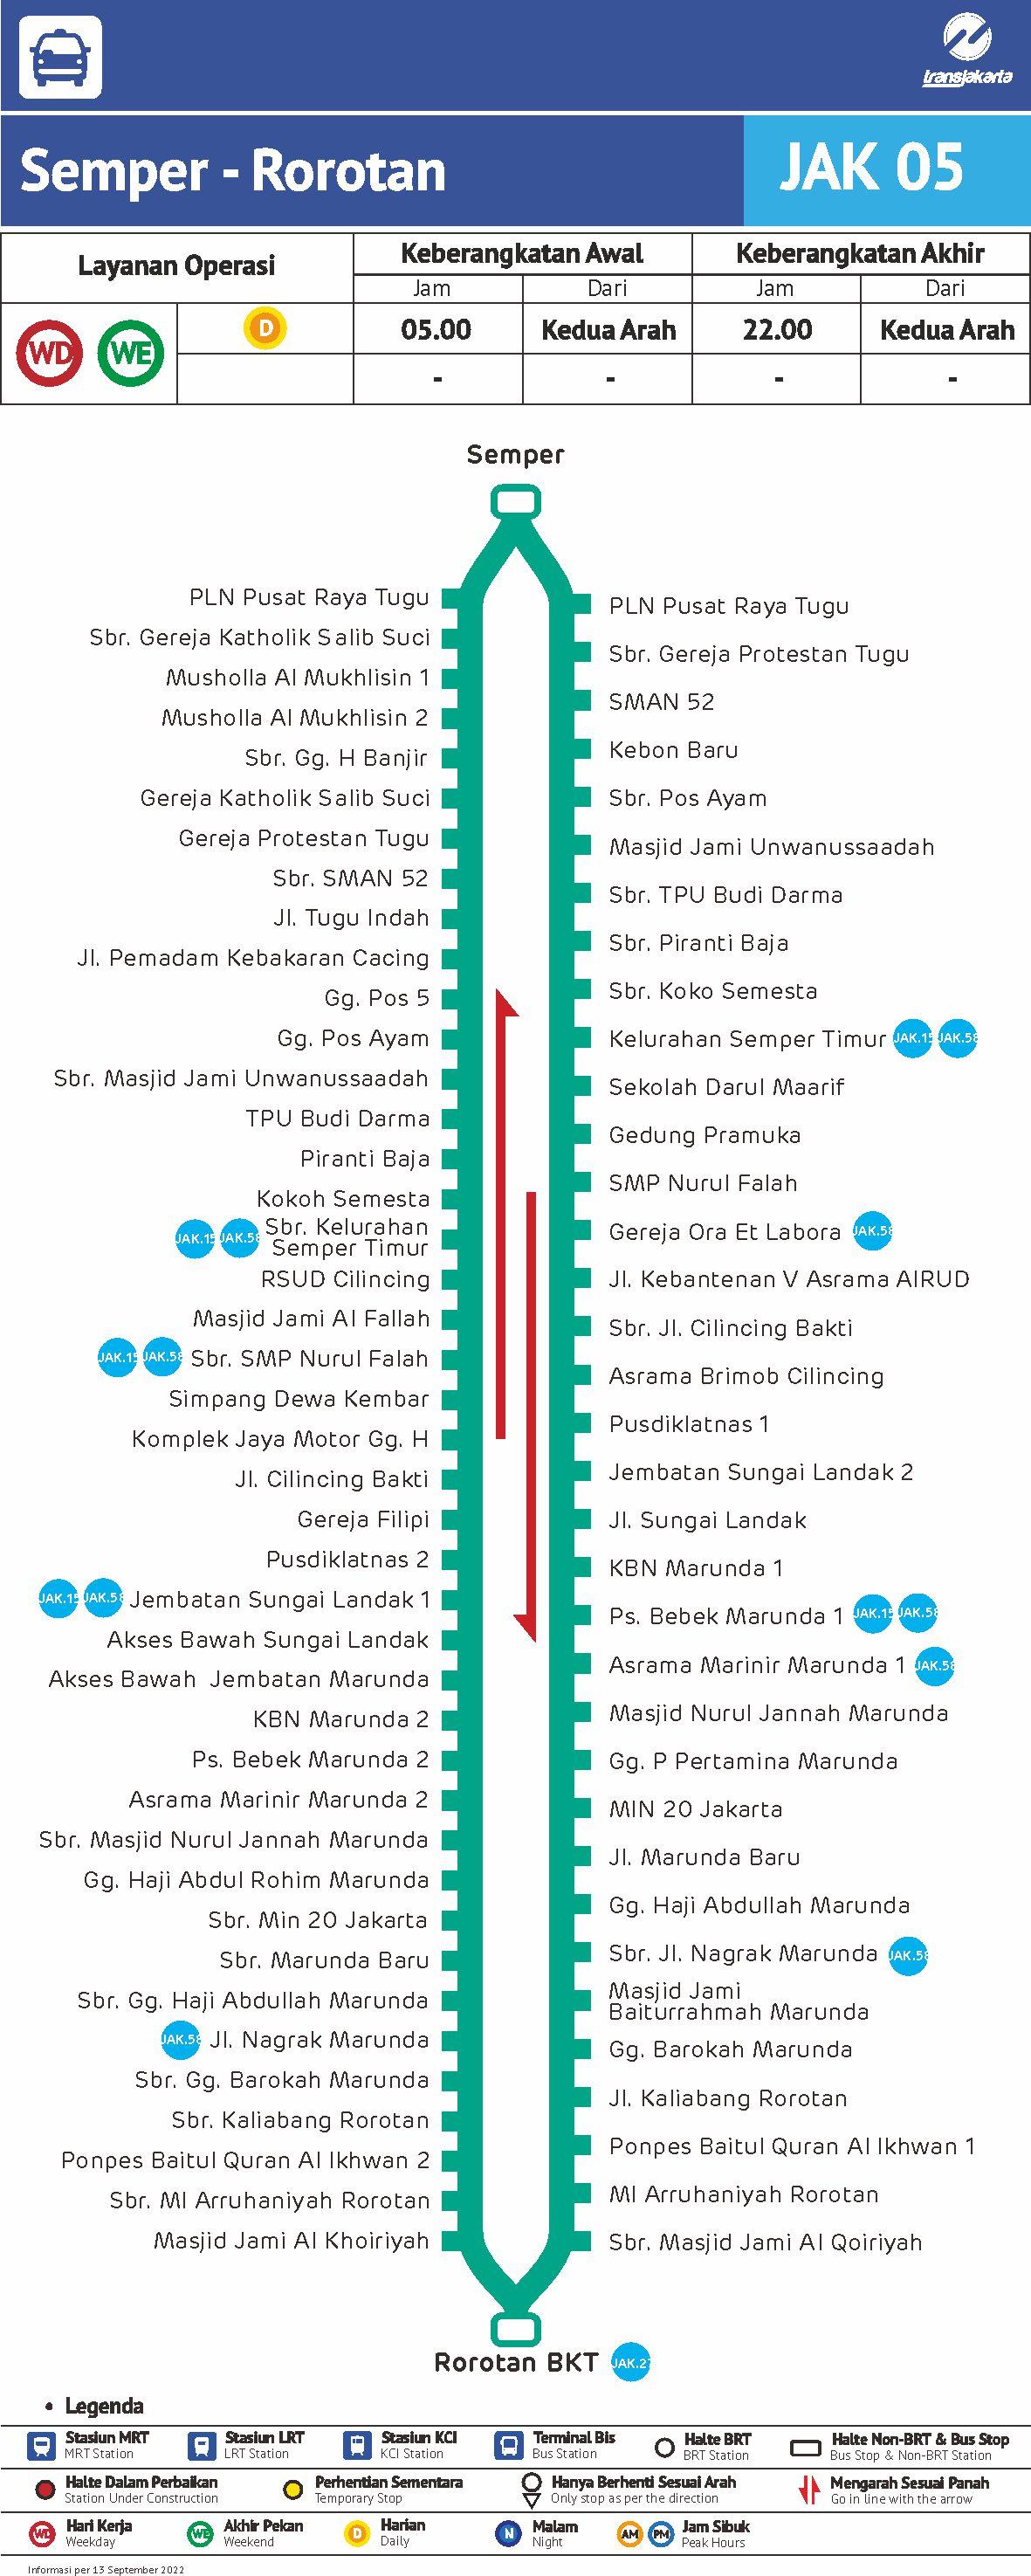 transjakarta
Semper - Rorotan
JAK 05
Layanan Operasi
Keberangkatan Awal
Keberangkatan Akhir
Jam
Dari
Jam
Dari
WD
WE
D
05.00
Kedua Arah
22.00
Kedua Arah
-
-
-
-
Semper
PLN Pusat Raya Tugu
Sbr. Gereja Katholik Salib Suci
Musholla Al Mukhlisin 1
Musholla Al Mukhlisin 2
Sbr. Gg. H Banjir
Gereja Katholik Salib Suci
Gereja Protestan Tugu
Sbr. SMAN 52
Jl. Tugu Indah
Jl. Pemadam Kebakaran Cacing
Gg. Pos 5
Gg. Pos Ayam
Sbr. Masjid Jami Unwanussaadah
TPU Budi Darma
Piranti Baja
Kokoh Semesta
JAK.15
JAK.58
Sbr. Kelurahan
Semper Timur
RSUD Cilincing
Masjid Jami Al Fallah
JAK.15
JAK.58
Sbr. SMP Nurul Falah
Simpang Dewa Kembar
Komplek Jaya Motor Gg. H
Jl. Cilincing Bakti
Gereja Filipi
Pusdiklatnas 2
JAK.15
JAK.58
Jembatan Sungai Landak 1
Akses Bawah Sungai Landak
Akses Bawah Jembatan Marunda
KBN Marunda 2
Ps. Bebek Marunda 2
Asrama Marinir Marunda 2
Sbr. Masjid Nurul Jannah Marunda
Gg. Haji Abdul Rohim Marunda
Sbr. Min 20 Jakarta
Sbr. Marunda Baru
Sbr. Gg. Haji Abdullah Marunda
JAK.58
Jl. Nagrak Marunda
Sbr. Gg. Barokah Marunda
Sbr. Kaliabang Rorotan
Ponpes Baitul Quran Al Ikhwan 2
Sbr. MI Arruhaniyah Rorotan
Masjid Jami Al Khoiriyah
PLN Pusat Raya Tugu
Sbr. Gereja Protestan Tugu
SMAN 52
Kebon Baru
Sbr. Pos Ayam
Masjid Jami Unwanussaadah
Sbr. TPU Budi Darma
Sbr. Piranti Baja
Sbr. Koko Semesta
Kelurahan Semper Timur
JAK.15
JAK.58
Sekolah Darul Maarif
Gedung Pramuka
SMP Nurul Falah
Gereja Ora Et Labora
JAK.58
Jl. Kebantenan V Asrama AIRUD
Sbr. Jl. Cilincing Bakti
Asrama Brimob Cilincing
Pusdiklatnas 1
Jembatan Sungai Landak 2
Jl. Sungai Landak
KBN Marunda 1
Ps. Bebek Marunda 1
JAK.15
JAK.58
Asrama Marinir Marunda 1
JAK.58
Masjid Nurul Jannah Marunda
Gg. P Pertamina Marunda
MIN 20 Jakarta
Jl. Marunda Baru
Gg. Haji Abdullah Marunda
Sbr. Jl. Nagrak Marunda
JAK.58
Masjid Jami
Baiturrahmah Marunda
Gg. Barokah Marunda
Jl. Kaliabang Rorotan
Ponpes Baitul Quran Al Ikhwan 1
MI Arruhaniyah Rorotan
Sbr. Masjid Jami Al Qoiriyah
Rorotan BKT
JAK.27
• Legenda
Stasiun MRT
MRT Station
Stasiun LRT
LRT Station
Stasiun KCI
KCI Station
Terminal Bis
Bus Station
Halte BRT
BRT Station
Halte Non-BRT & Bus Stop
Bus Stop & Non-BRT Station
Halte Dalam Perbaikan
Station Under Construction
Perhentian Sementara
Temporary Stop
Hanya Berhenti Sesuai Arah
Only stop as per the direction
Mengarah Sesuai Panah
Go in line with the arrow
WD
Hari Kerja
Weekday
WE
Akhir Pekan
Weekend
D
Harian
Daily
N
Malam
Night
AM
PM
Jam Sibuk
Peak Hours
Informasi per 13 September 2022